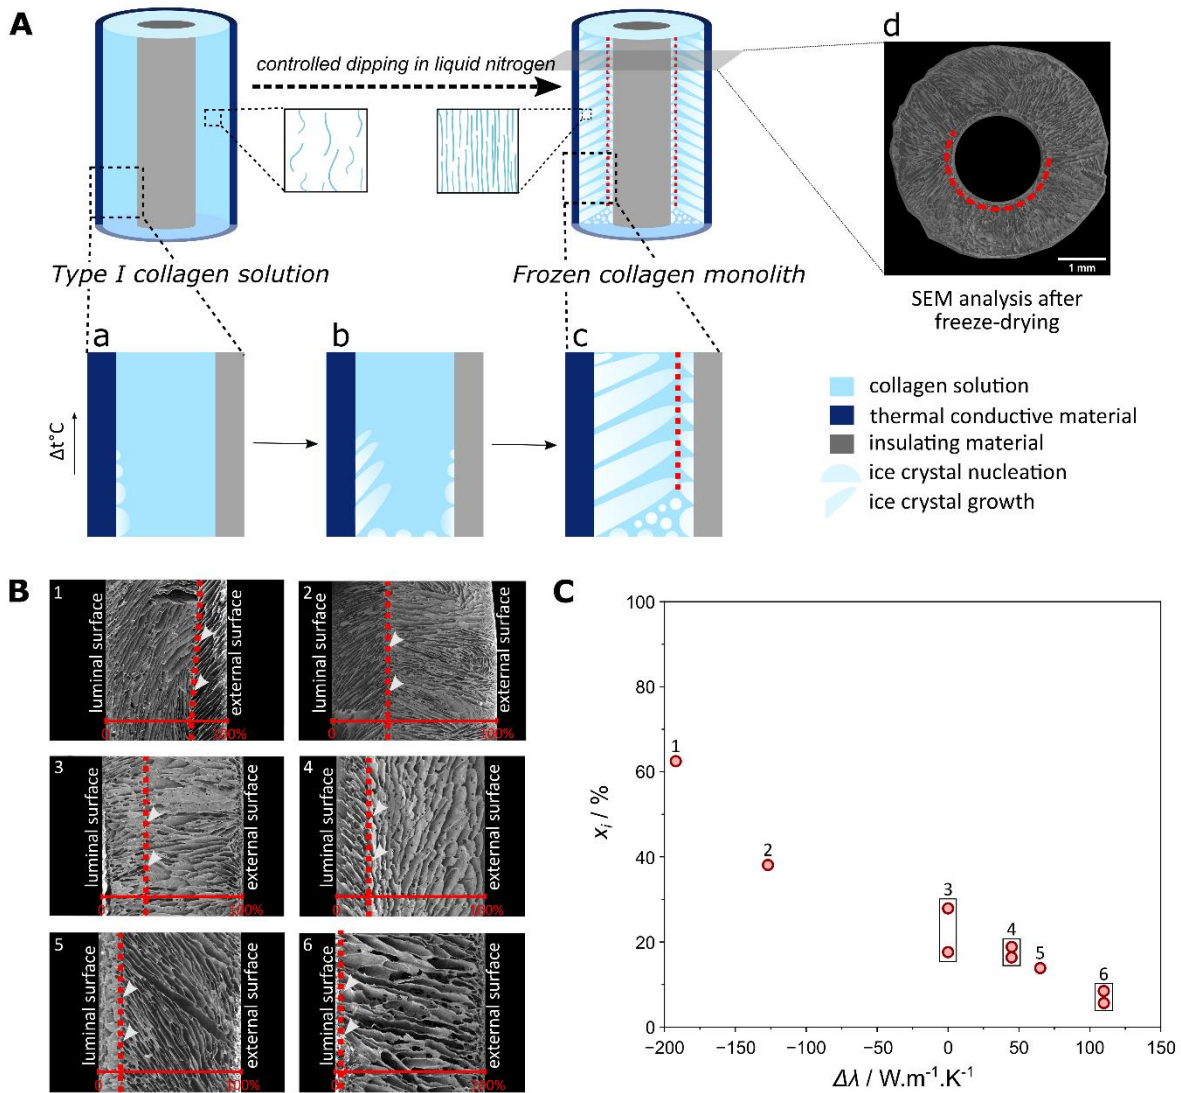 A
controlled dipping in liquid nitrogen
d
1 mm
Type I collagen solution
Frozen collagen monolith
SEM analysis after
freeze-drying
a
b
c
Δt°C
collagen solution
thermal conductive material
insulating material
ice crystal nucleation
ice crystal growth
B
1
luminal surface
external surface
0
100%
2
luminal surface
external surface
0
100%
3
luminal surface
external surface
0
100%
4
luminal surface
external surface
0
100%
5
luminal surface
external surface
0
100%
6
luminal surface
external surface
0
100%
C
100
80
60
40
20
0
xᵢ / %
1
2
3
4
5
6
−200
−150
−100
−50
0
50
100
150
Δλ / W.m⁻¹.K⁻¹